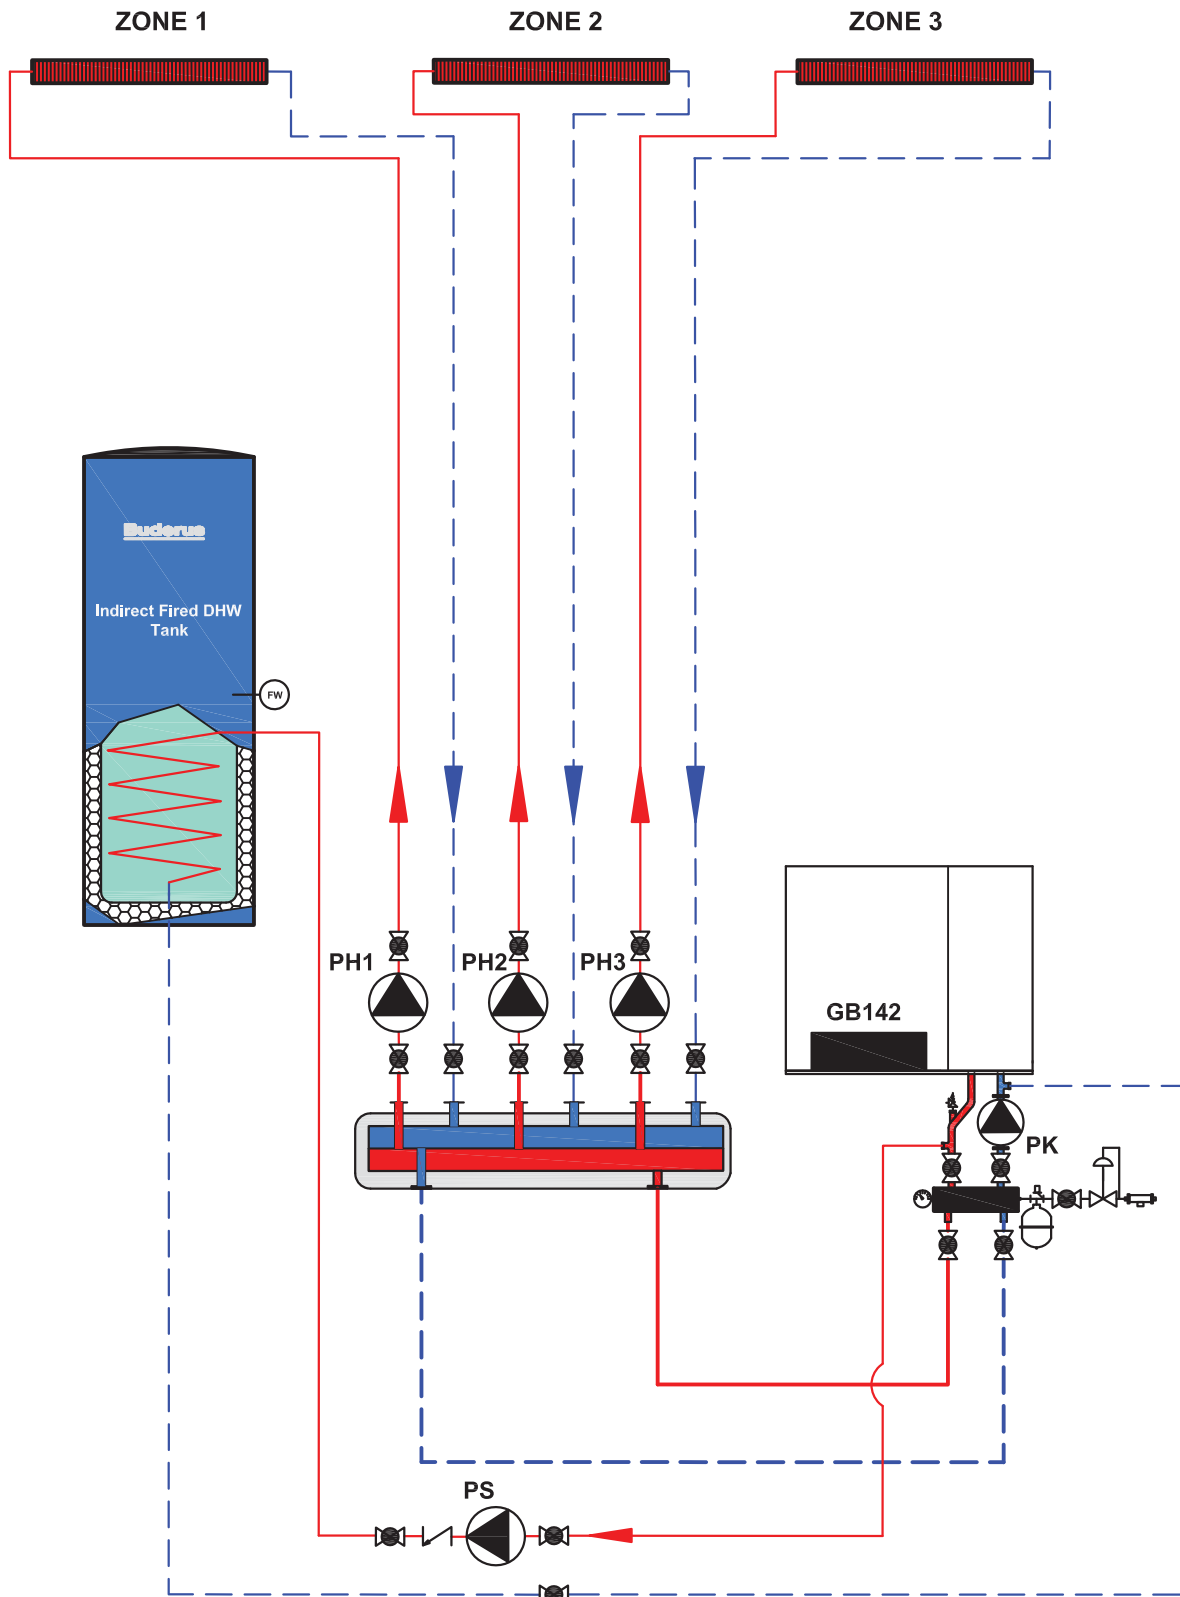 ZONE 1
ZONE 2
ZONE 3
Buderus
Indirect Fired DHW
Tank
FW
PH1
PH2
PH3
GB142
PK
PS